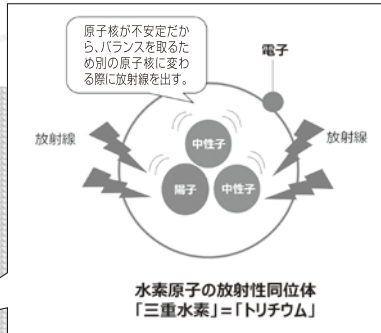 原子核が不安定だか
ら、バランスを取るた
め別の原子核に変わ
る際に放射線を出す。
電子
放射線
放射線
中性子
陽子
中性子
水素原子の放射性同位体
「三重水素」=「トリチウム」